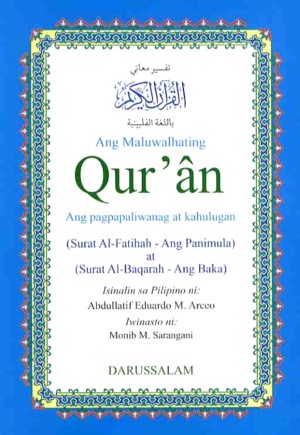 تفسير معاني
القرآن الكريم
باللغة الفلبينية
Ang Maluwalhating
Qur'ân
Ang pagpapaliwanag at kahulugan
(Surat Al-Fatihah - Ang Panimula)
at
(Surat Al-Baqarah - Ang Baka)
Isinalin sa Pilipino ni:
Abdullatif Eduardo M. Arceo
Iwinasto ni:
Monib M. Sarangani
DARUSSALAM